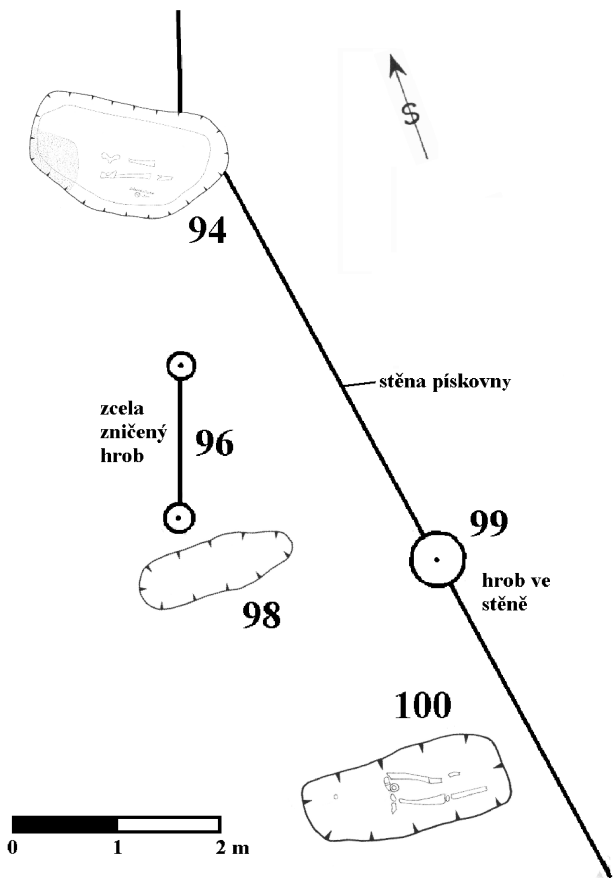 S
94
stěna pískovny
zcela
zničený
hrob
96
99
hrob ve
stěně
98
100
0 1 2 m